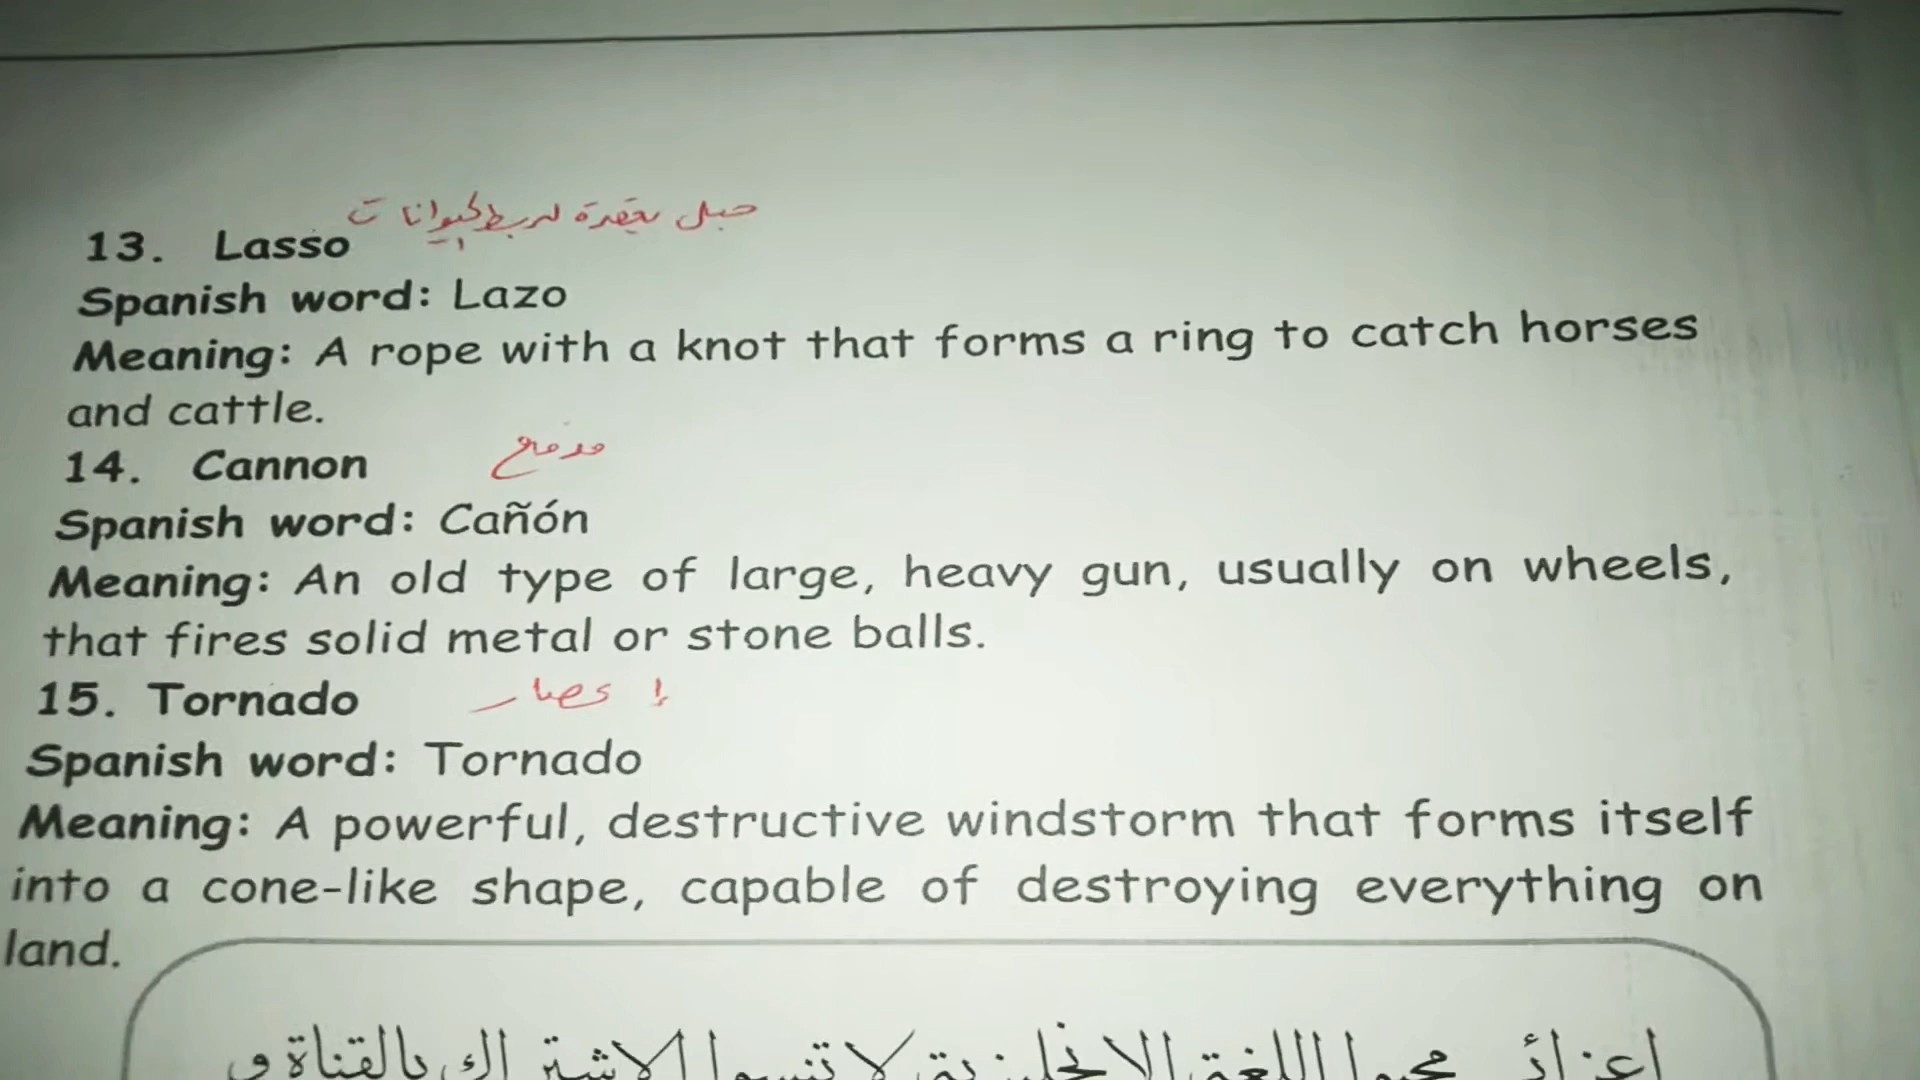 حبل بعقدة لربط الحيوانات
13. Lasso
Spanish word: Lazo
Meaning: A rope with a knot that forms a ring to catch horses
and cattle.
14. Cannon مدفع
Spanish word: Cañón
Meaning: An old type of large, heavy gun, usually on wheels,
that fires solid metal or stone balls.
15. Tornado إعصار
Spanish word: Tornado
Meaning: A powerful, destructive windstorm that forms itself
into a cone-like shape, capable of destroying everything on
land.
اعزائي محبوا اللغة الانجليزية لا تنسوا الاشتراك بالقناة و